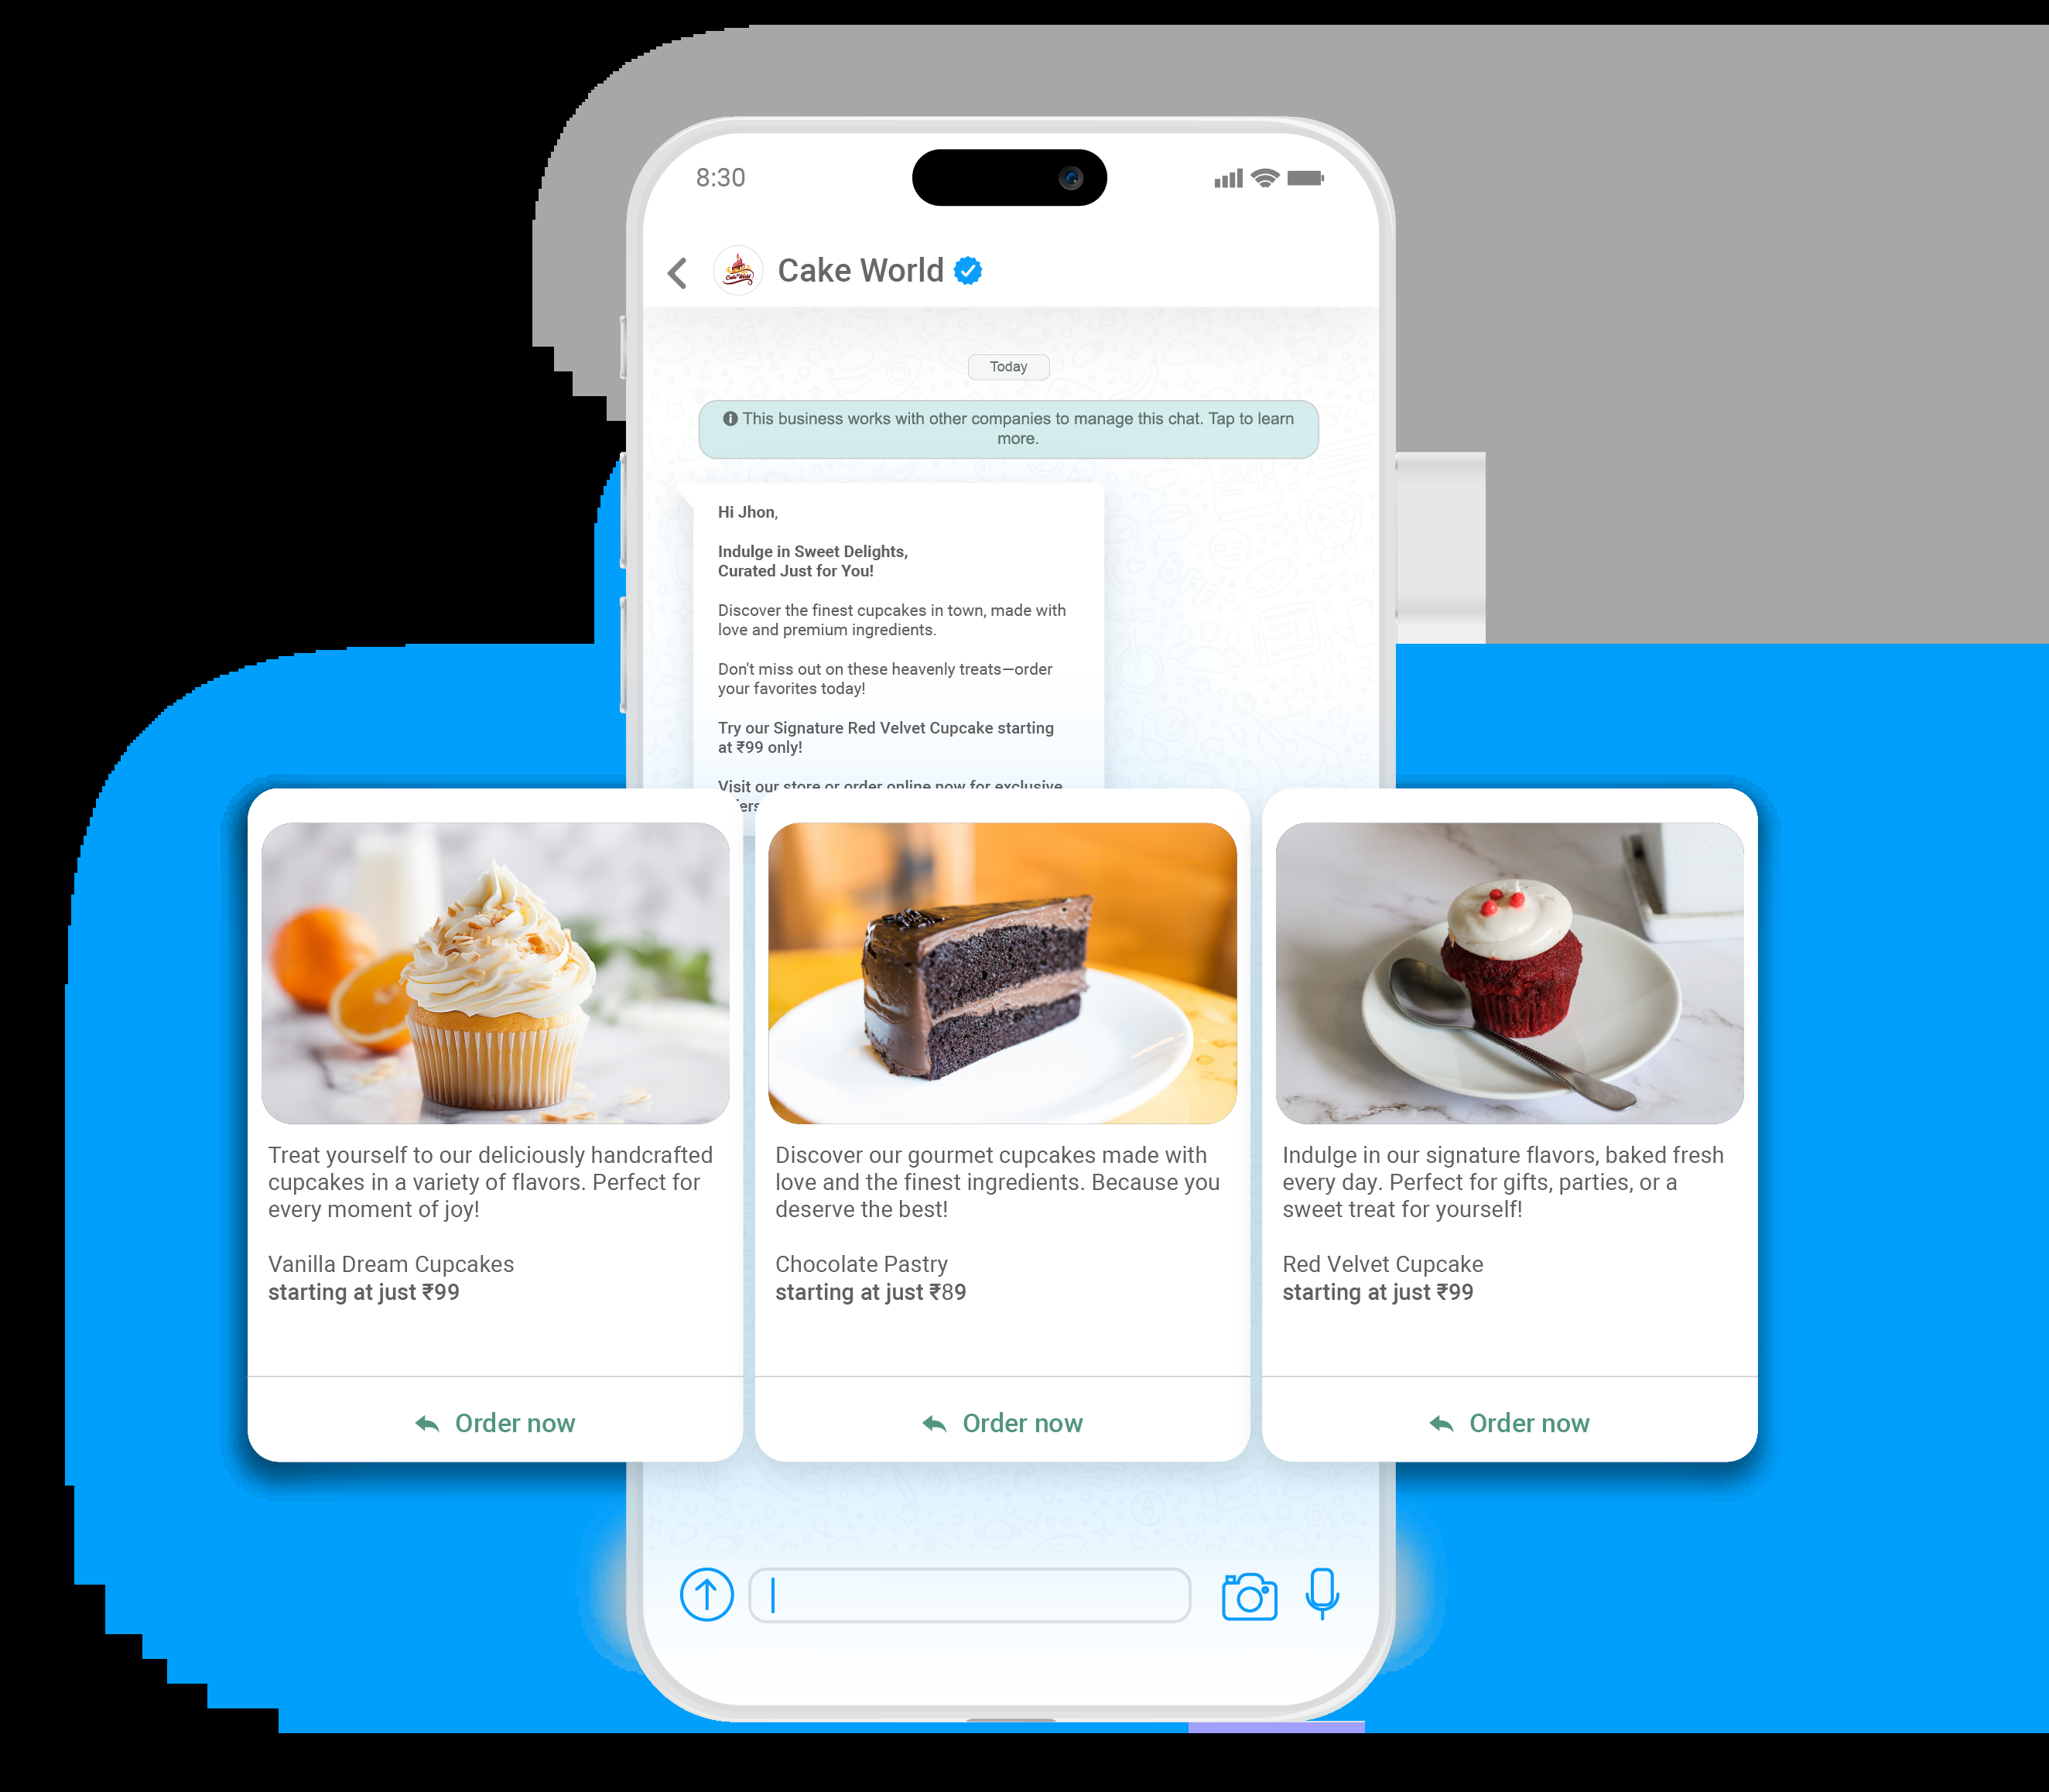 8:30
Cake World
Cake World
Today
This business works with other companies to manage this chat. Tap to learn
more.
Hi Jhon,
Indulge in Sweet Delights,
Curated Just for You!
Discover the finest cupcakes in town, made with
love and premium ingredients.
Don't miss out on these heavenly treats—order
your favorites today!
Try our Signature Red Velvet Cupcake starting
at ₹99 only!
Visit our store or order online now for exclusive
Treat yourself to our deliciously handcrafted
cupcakes in a variety of flavors. Perfect for
every moment of joy!
Vanilla Dream Cupcakes
starting at just ₹99
Order now
Discover our gourmet cupcakes made with
love and the finest ingredients. Because you
deserve the best!
Chocolate Pastry
starting at just ₹89
Order now
Indulge in our signature flavors, baked fresh
every day. Perfect for gifts, parties, or a
sweet treat for yourself!
Red Velvet Cupcake
starting at just ₹99
Order now